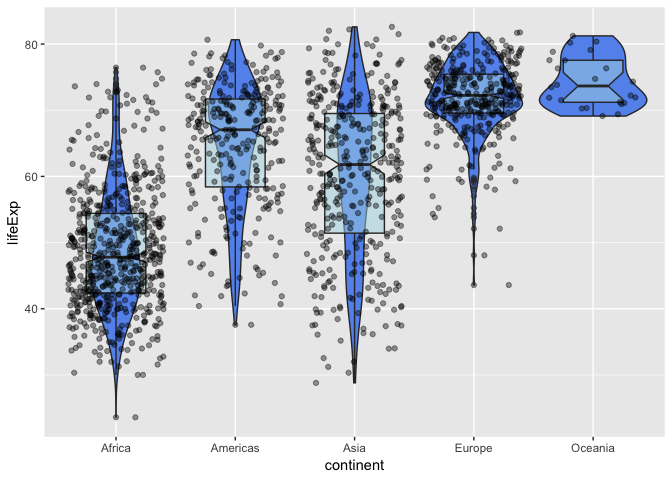 80
60
40
lifeExp
Africa
Americas
Asia
Europe
Oceania
continent